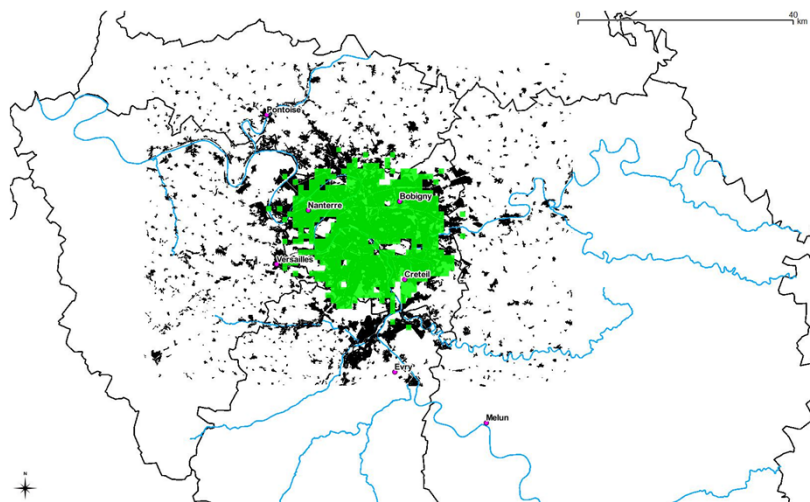 0 40
km
Pontoise
Bobigny
Nanterre
Versailles
Creteil
Evry
Melun
N